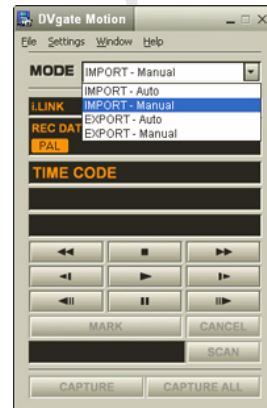 DVgate Motion
File Settings Window Help
MODE IMPORT - Manual
IMPORT - Auto
i.LINK IMPORT - Manual
REC DAT EXPORT - Auto
EXPORT - Manual
PAL
TIME CODE
MARK CANCEL
SCAN
CAPTURE CAPTURE ALL